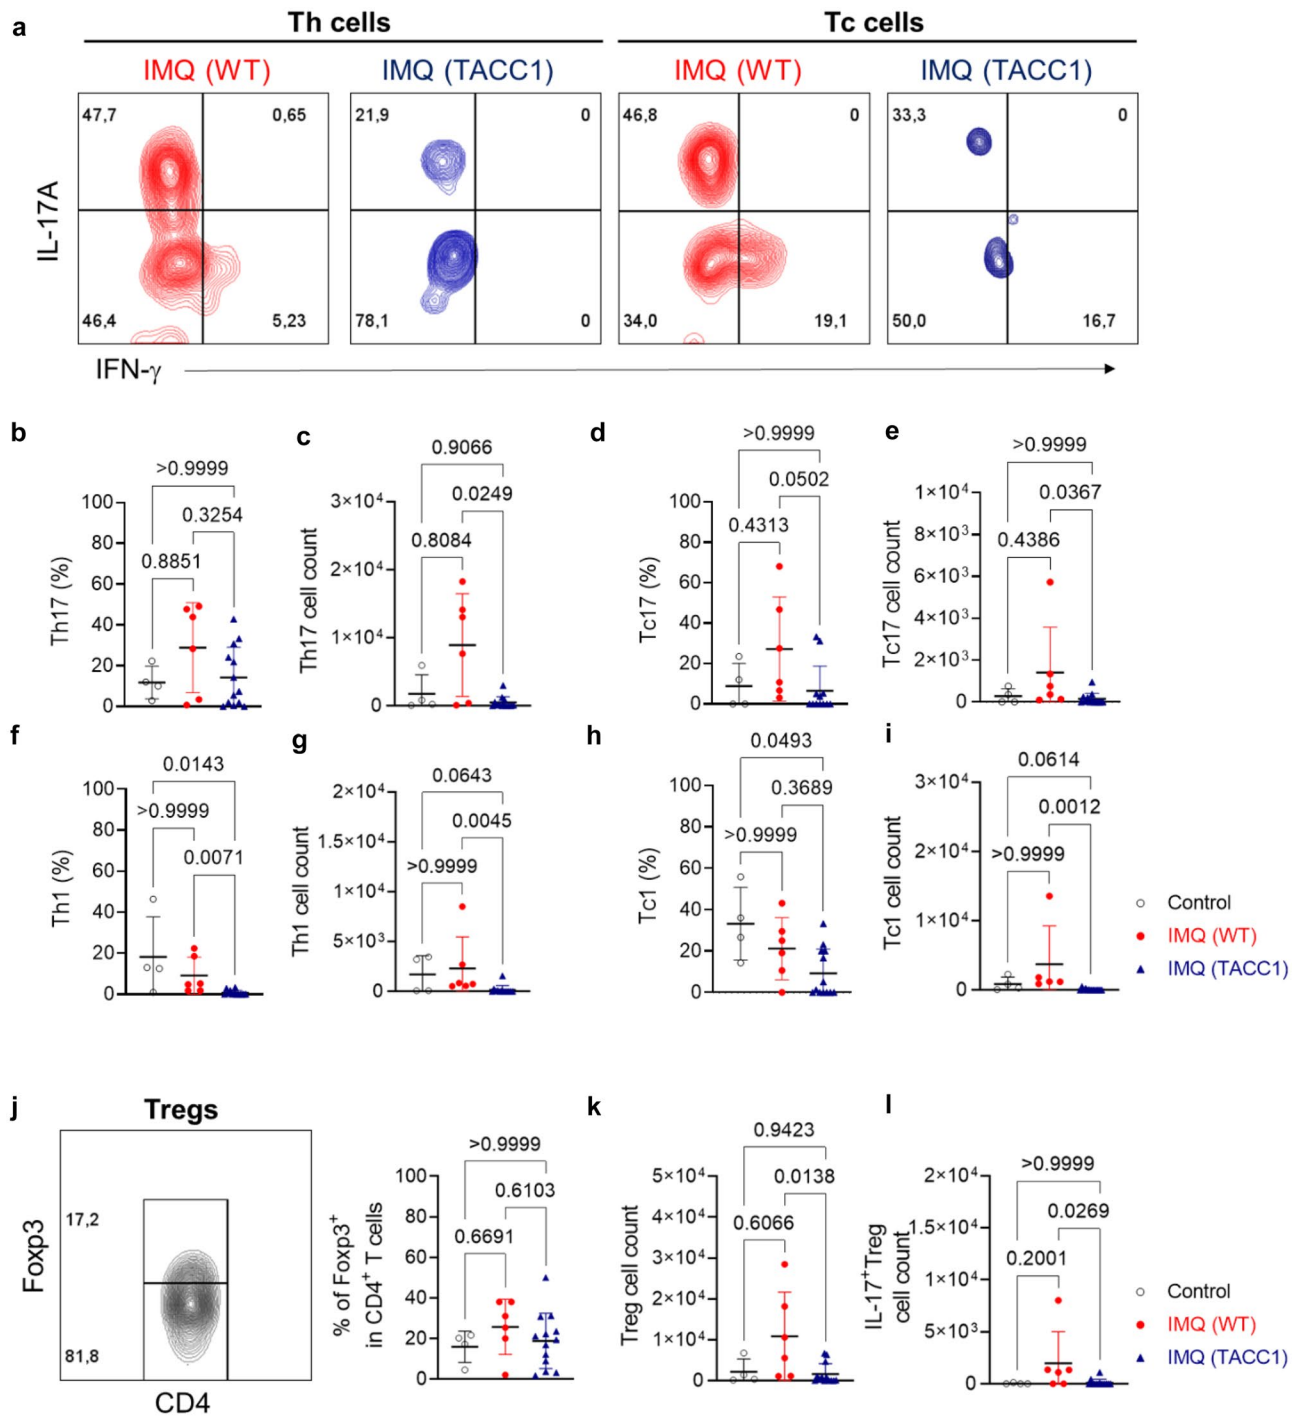 a
Th cells
Tc cells
IMQ (WT)
IMQ (TACC1)
IMQ (WT)
IMQ (TACC1)
IL-17A
47,7
0,65
46,4
5,23
21,9
0
78,1
0
46,8
0
34,0
19,1
33,3
0
50,0
16,7
IFN-γ
b
Th17 (%)
100
80
60
40
20
0
>0.9999
0.3254
0.8851
c
Th17 cell count
3×10⁴
2×10⁴
1×10⁴
0
0.9066
0.0249
0.8084
d
Tc17 (%)
100
80
60
40
20
0
>0.9999
0.0502
0.4313
e
Tc17 cell count
1×10⁴
8×10³
6×10³
4×10³
2×10³
0
>0.9999
0.0367
0.4386
f
Th1 (%)
100
80
60
40
20
0
0.0143
>0.9999
0.0071
g
Th1 cell count
2×10⁴
1.5×10⁴
1×10⁴
5×10³
0
0.0643
0.0045
>0.9999
h
Tc1 (%)
100
80
60
40
20
0
0.0493
0.3689
>0.9999
i
Tc1 cell count
3×10⁴
2×10⁴
1×10⁴
0
0.0614
0.0012
>0.9999
Control
IMQ (WT)
IMQ (TACC1)
j
Tregs
Foxp3
17,2
81,8
CD4
% of Foxp3⁺
in CD4⁺ T cells
100
80
60
40
20
0
>0.9999
0.6103
0.6691
k
Treg cell count
5×10⁴
4×10⁴
3×10⁴
2×10⁴
1×10⁴
0
0.9423
0.0138
0.6066
l
IL-17⁺Treg
cell count
2×10⁴
1.5×10⁴
1×10⁴
5×10³
0
>0.9999
0.0269
0.2001
Control
IMQ (WT)
IMQ (TACC1)